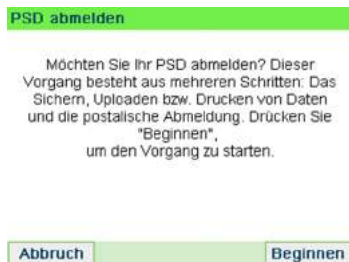 PSD abmelden
Möchten Sie Ihr PSD abmelden? Dieser
Vorgang besteht aus mehreren Schritten: Das
Sichern, Uploaden bzw. Drucken von Daten
und die postalische Abmeldung. Drücken Sie
"Beginnen",
um den Vorgang zu starten.
Abbruch
Beginnen